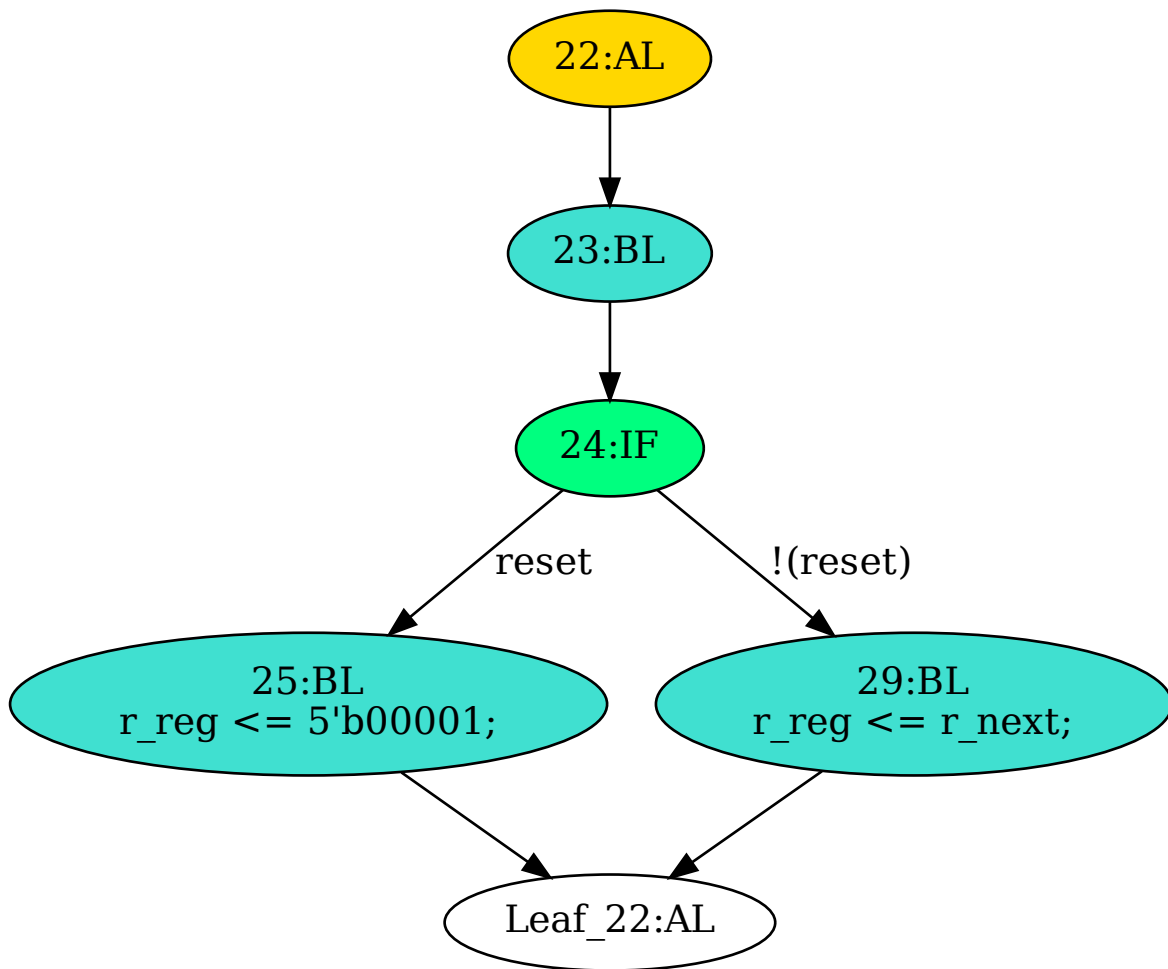 22:AL
23:BL
24:IF
reset
!(reset)
25:BL
r_reg <= 5'b00001;
29:BL
r_reg <= r_next;
Leaf_22:AL